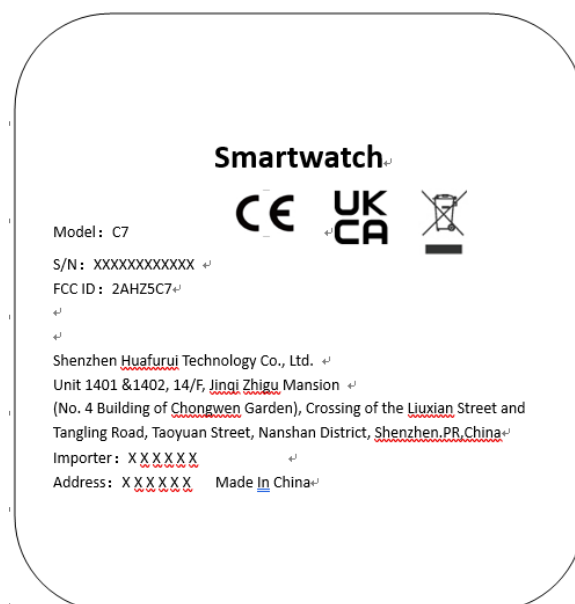 Smartwatch
CE UK CA
Model：C7
S/N：XXXXXXXXXXXX
FCC ID：2AHZ5C7
Shenzhen Huafurui Technology Co., Ltd.
Unit 1401 &1402, 14/F, Jinqi Zhigu Mansion
(No. 4 Building of Chongwen Garden), Crossing of the Liuxian Street and
Tangling Road, Taoyuan Street, Nanshan District, Shenzhen.PR,China
Importer：X X X X X X
Address：X X X X X X Made In China